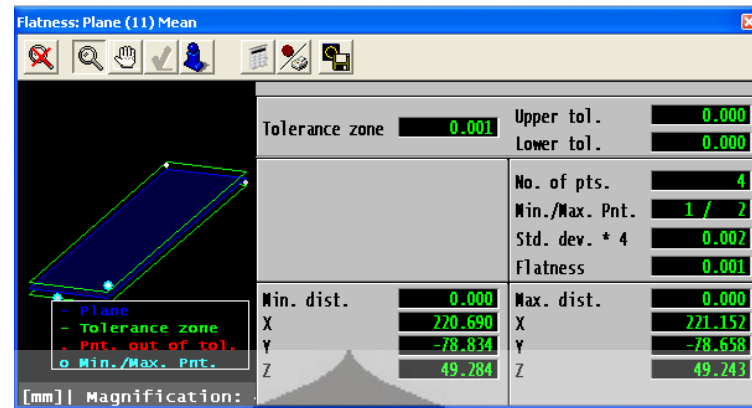 Flatness: Plane (11) Mean
Tolerance zone 0.001
Upper tol. 0.000
Lower tol. 0.000
No. of pts. 4
Min./Max. Pnt. 1 / 2
Std. dev. * 4 0.002
Flatness 0.001
- Plane
- Tolerance zone
. Pnt. out of tol.
o Min./Max. Pnt.
Min. dist. 0.000
X 220.690
Y -78.834
Z 49.284
Max. dist. 0.000
X 221.152
Y -78.658
Z 49.243
[mm]| Magnification: